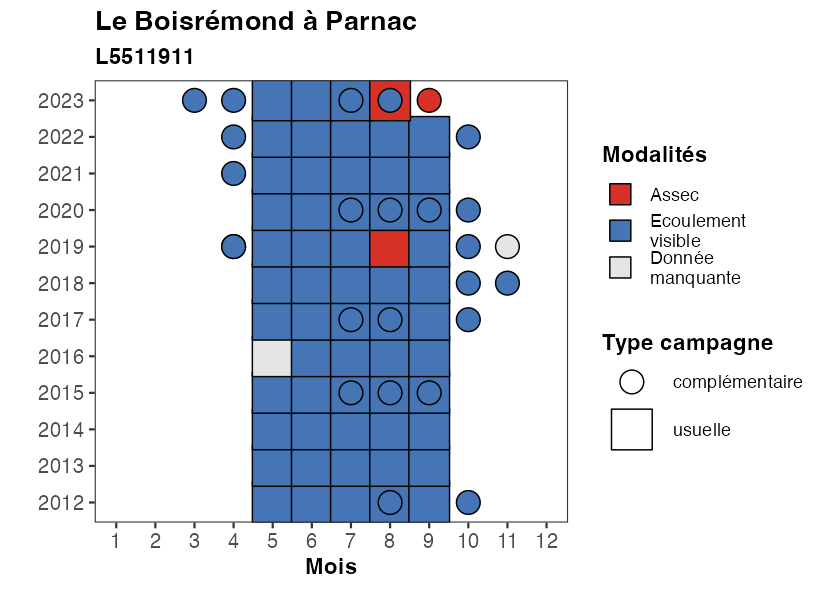 Le Boisrémond à Parnac
L5511911
2023
2022
2021
2020
2019
2018
2017
2016
2015
2014
2013
2012
1 2 3 4 5 6 7 8 9 10 11 12
Mois
Modalités
Assec
Ecoulement
visible
Donnée
manquante
Type campagne
complémentaire
usuelle